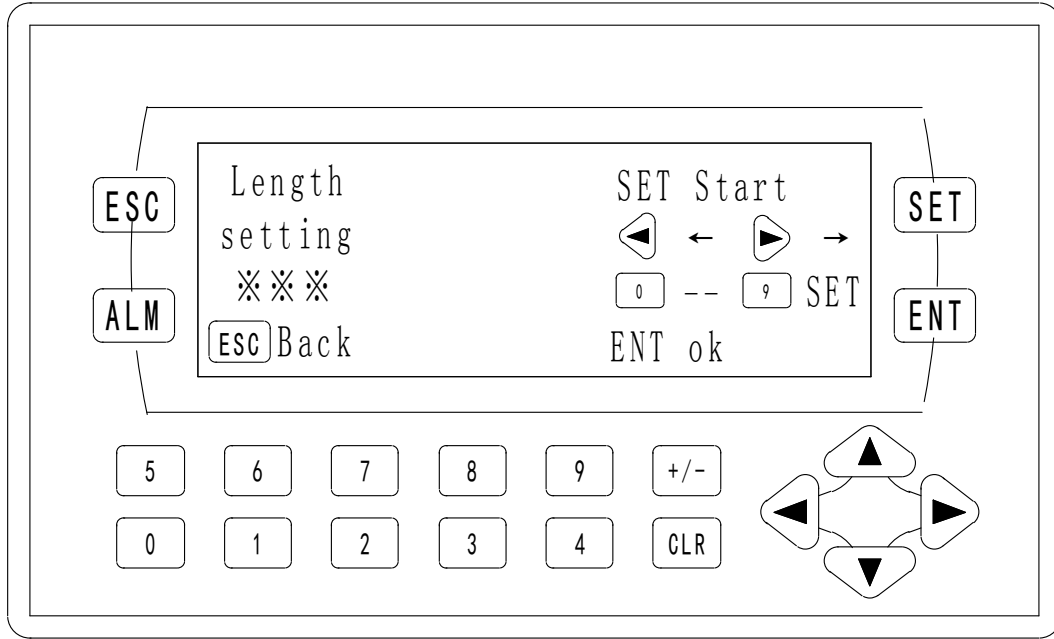 Length
setting
※※※
ESC Back
SET Start
← →
0 -- 9 SET
ENT ok
ESC
ALM
SET
ENT
5 6 7 8 9 +/-
0 1 2 3 4 CLR